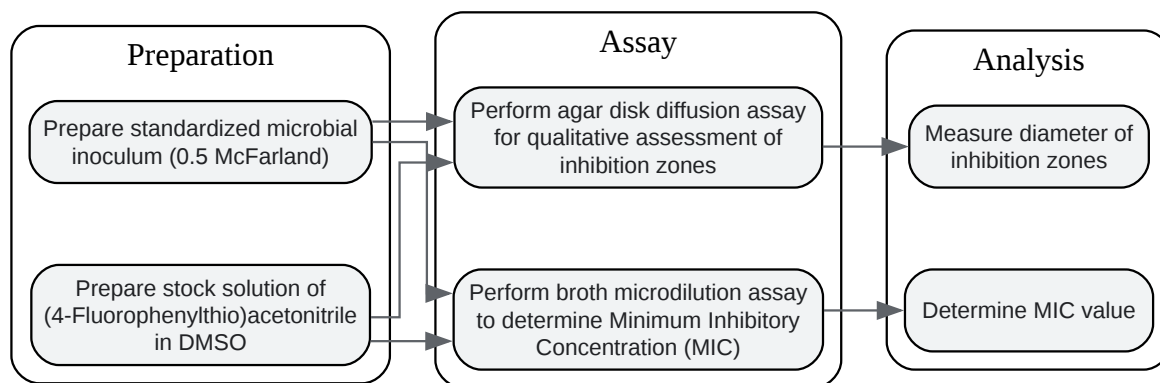 Preparation
Prepare standardized microbial
inoculum (0.5 McFarland)
Prepare stock solution of
(4-Fluorophenylthio)acetonitrile
in DMSO
Assay
Perform agar disk diffusion assay
for qualitative assessment of
inhibition zones
Perform broth microdilution assay
to determine Minimum Inhibitory
Concentration (MIC)
Analysis
Measure diameter of
inhibition zones
Determine MIC value